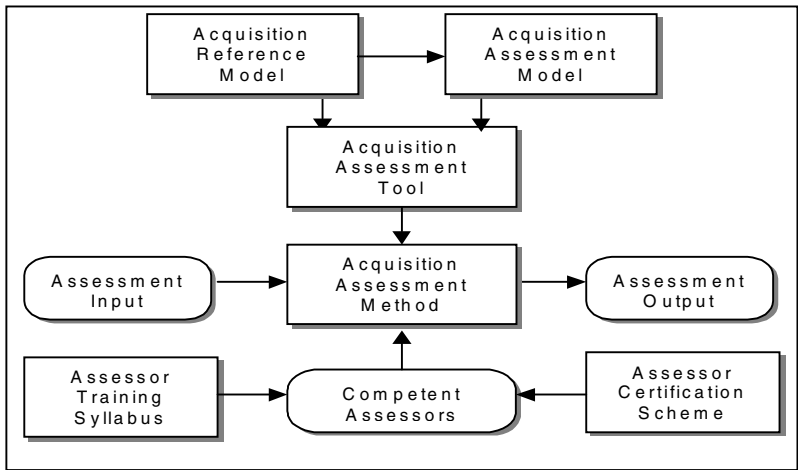 Acquisition
Reference
Model
Acquisition
Assessment
Model
Acquisition
Assessment
Tool
Assessment
Input
Acquisition
Assessment
Method
Assessment
Output
Assessor
Training
Syllabus
Competent
Assessors
Assessor
Certification
Scheme